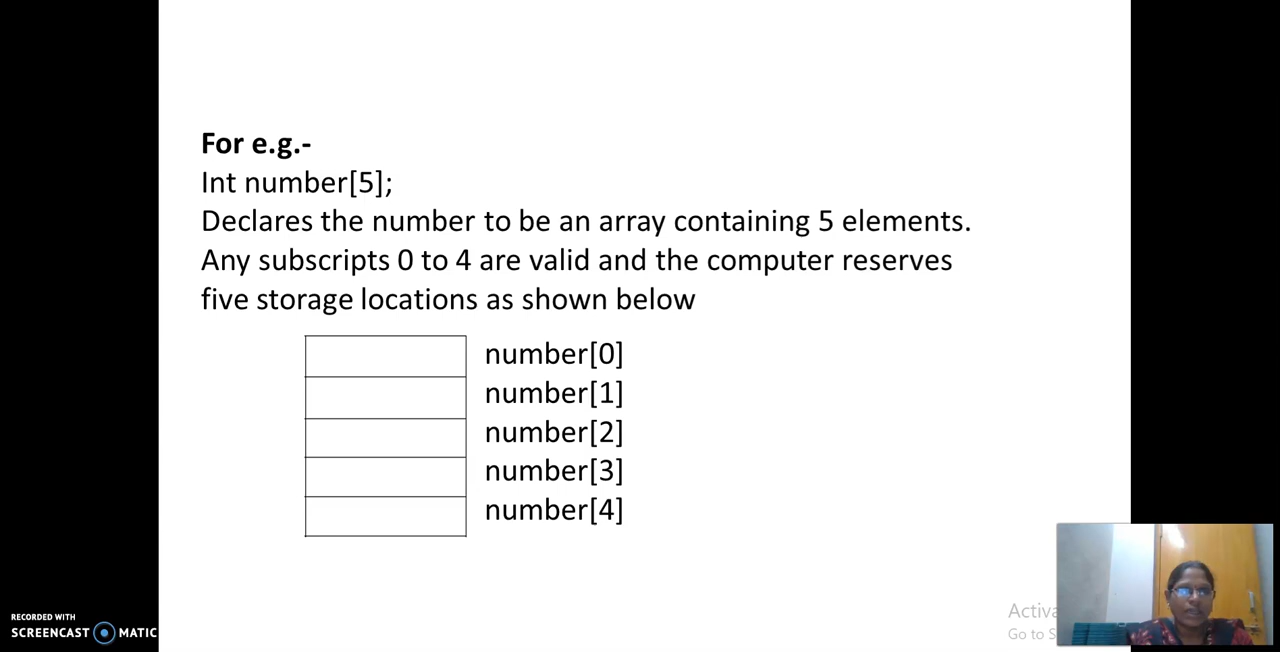 For e.g.-
Int number[5];
Declares the number to be an array containing 5 elements.
Any subscripts 0 to 4 are valid and the computer reserves
five storage locations as shown below
number[0]
number[1]
number[2]
number[3]
number[4]
Go to
RECORDED WITH
SCREENCAST MATIC